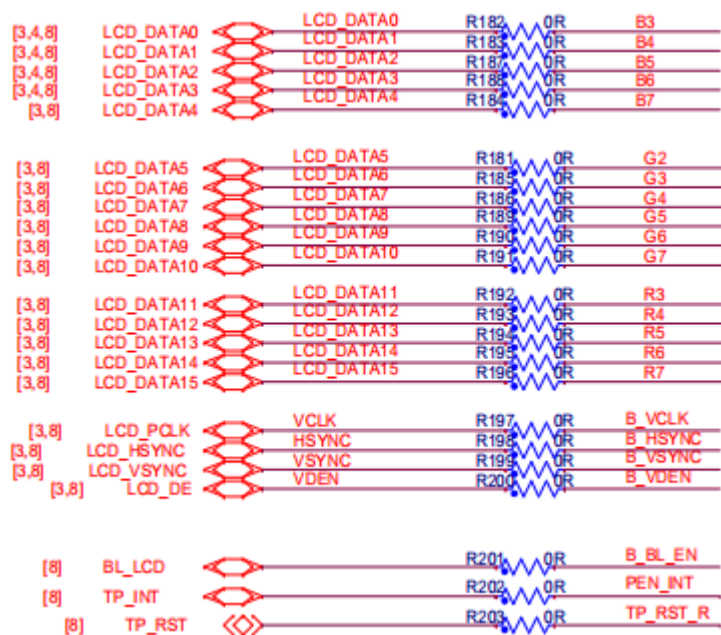 [3,4,8] LCD_DATA0 LCD_DATA0 R182 0R B3
[3,4,8] LCD_DATA1 LCD_DATA1 R183 0R B4
[3,4,8] LCD_DATA2 LCD_DATA2 R187 0R B5
[3,4,8] LCD_DATA3 LCD_DATA3 R188 0R B6
[3,8] LCD_DATA4 LCD_DATA4 R184 0R B7
[3,8] LCD_DATA5 LCD_DATA5 R181 0R G2
[3,8] LCD_DATA6 LCD_DATA6 R185 0R G3
[3,8] LCD_DATA7 LCD_DATA7 R186 0R G4
[3,8] LCD_DATA8 LCD_DATA8 R189 0R G5
[3,8] LCD_DATA9 LCD_DATA9 R190 0R G6
[3,8] LCD_DATA10 LCD_DATA10 R191 0R G7
[3,8] LCD_DATA11 LCD_DATA11 R192 0R R3
[3,8] LCD_DATA12 LCD_DATA12 R193 0R R4
[3,8] LCD_DATA13 LCD_DATA13 R194 0R R5
[3,8] LCD_DATA14 LCD_DATA14 R195 0R R6
[3,8] LCD_DATA15 LCD_DATA15 R196 0R R7
[3,8] LCD_PCLK VCLK R197 0R B_VCLK
[3,8] LCD_HSYNC HSYNC R198 0R B_HSYNC
[3,8] LCD_VSYNC VSYNC R199 0R B_VSYNC
[3,8] LCD_DE VDEN R200 0R B_VDEN
[8] BL_LCD R201 0R B_BL_EN
[8] TP_INT R202 0R PEN_INT
[8] TP_RST R203 0R TP_RST_R